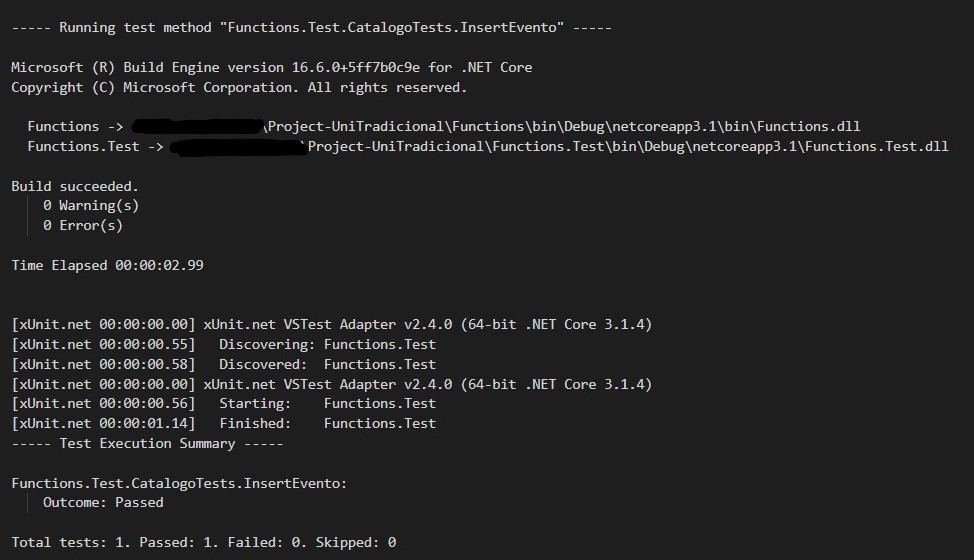 ----- Running test method "Functions.Test.CatalogoTests.InsertEvento" -----
Microsoft (R) Build Engine version 16.6.0+5ff7b0c9e for .NET Core
Copyright (C) Microsoft Corporation. All rights reserved.
Functions -> \Project-UniTradicional\Functions\bin\Debug\netcoreapp3.1\bin\Functions.dll
Functions.Test -> \Project-UniTradicional\Functions.Test\bin\Debug\netcoreapp3.1\Functions.Test.dll
Build succeeded.
0 Warning(s)
0 Error(s)
Time Elapsed 00:00:02.99
[xUnit.net 00:00:00.00] xUnit.net VSTest Adapter v2.4.0 (64-bit .NET Core 3.1.4)
[xUnit.net 00:00:00.55]   Discovering: Functions.Test
[xUnit.net 00:00:00.58]   Discovered:  Functions.Test
[xUnit.net 00:00:00.00] xUnit.net VSTest Adapter v2.4.0 (64-bit .NET Core 3.1.4)
[xUnit.net 00:00:00.56]   Starting:    Functions.Test
[xUnit.net 00:00:01.14]   Finished:    Functions.Test
----- Test Execution Summary -----
Functions.Test.CatalogoTests.InsertEvento:
Outcome: Passed
Total tests: 1. Passed: 1. Failed: 0. Skipped: 0